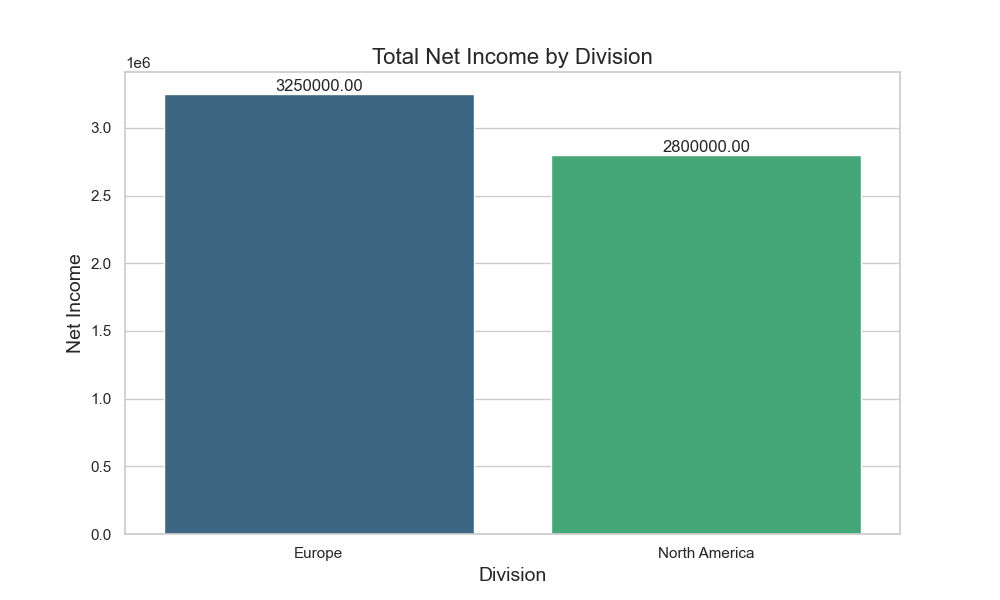 Total Net Income by Division
1e6
3250000.00
2800000.00
3.0
2.5
2.0
1.5
1.0
0.5
0.0
Net Income
Europe
North America
Division